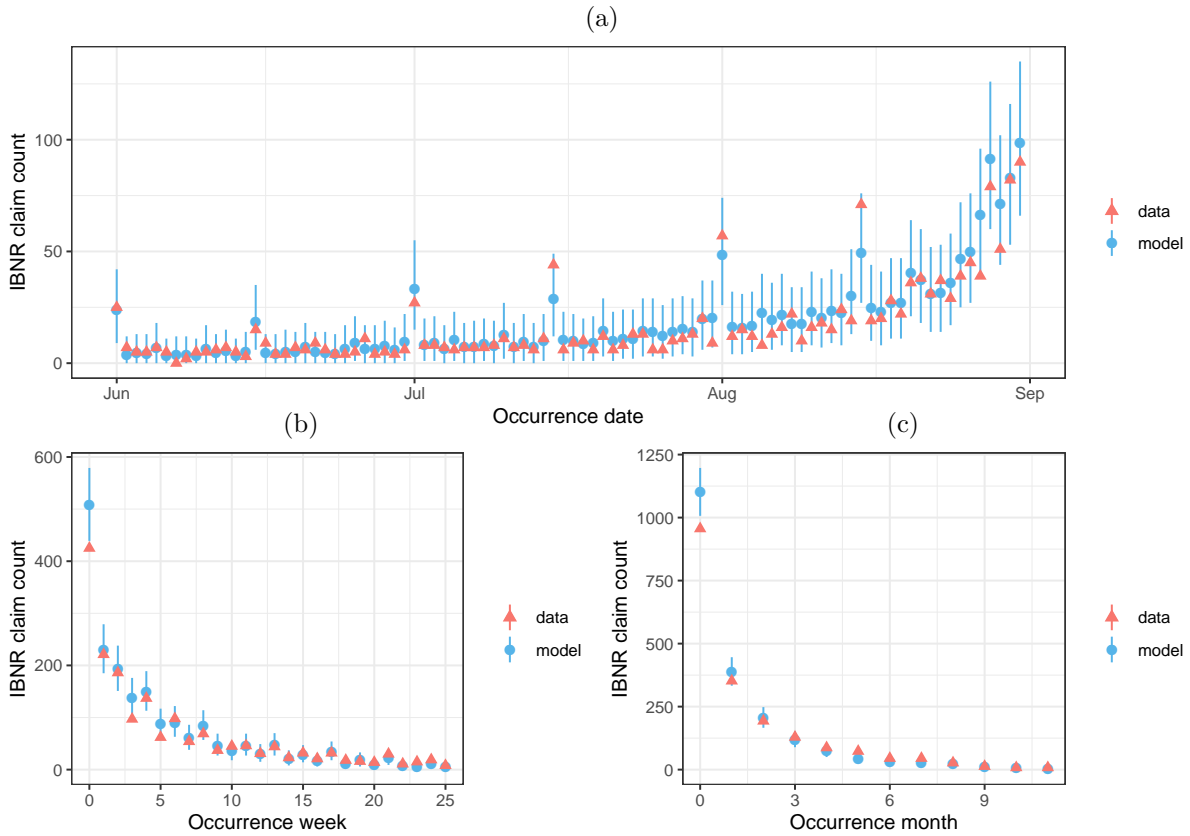 (a)
IBNR claim count
100
50
0
Jun
Jul
Aug
Sep
Occurrence date
data
model
(b)
IBNR claim count
600
400
200
0
0
5
10
15
20
25
Occurrence week
data
model
(c)
IBNR claim count
1250
1000
750
500
250
0
0
3
6
9
Occurrence month
data
model